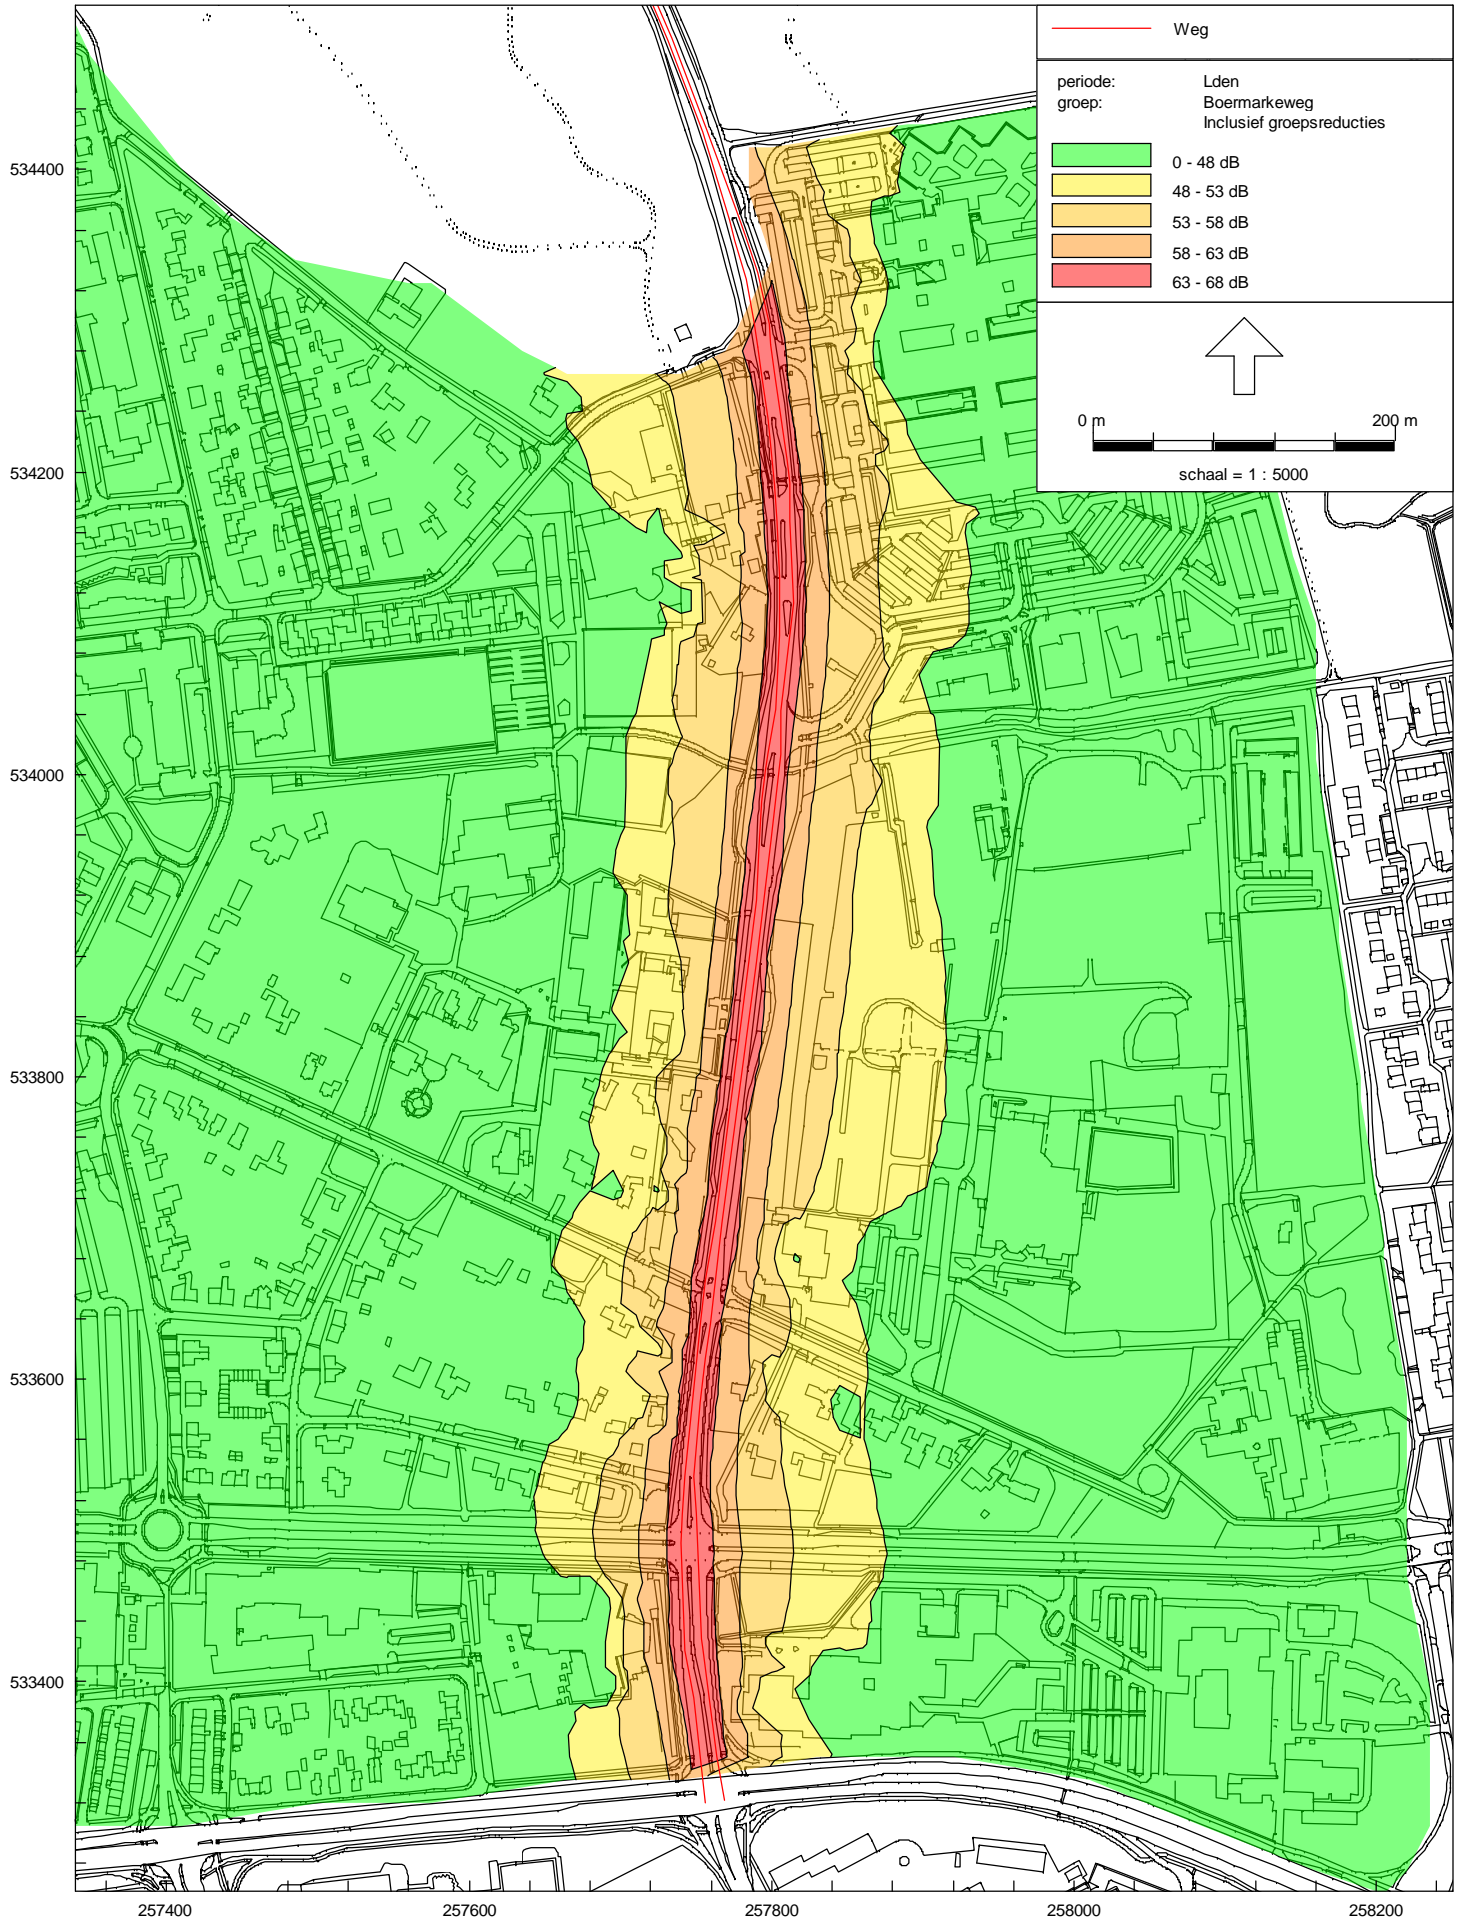 Weg
periode: Lden
groep: Boermarkeweg
Inclusief groepsreducties
0 - 48 dB
48 - 53 dB
53 - 58 dB
58 - 63 dB
63 - 68 dB
0 m 200 m
schaal = 1 : 5000
534400
534200
534000
533800
533600
533400
257400 257600 257800 258000 258200